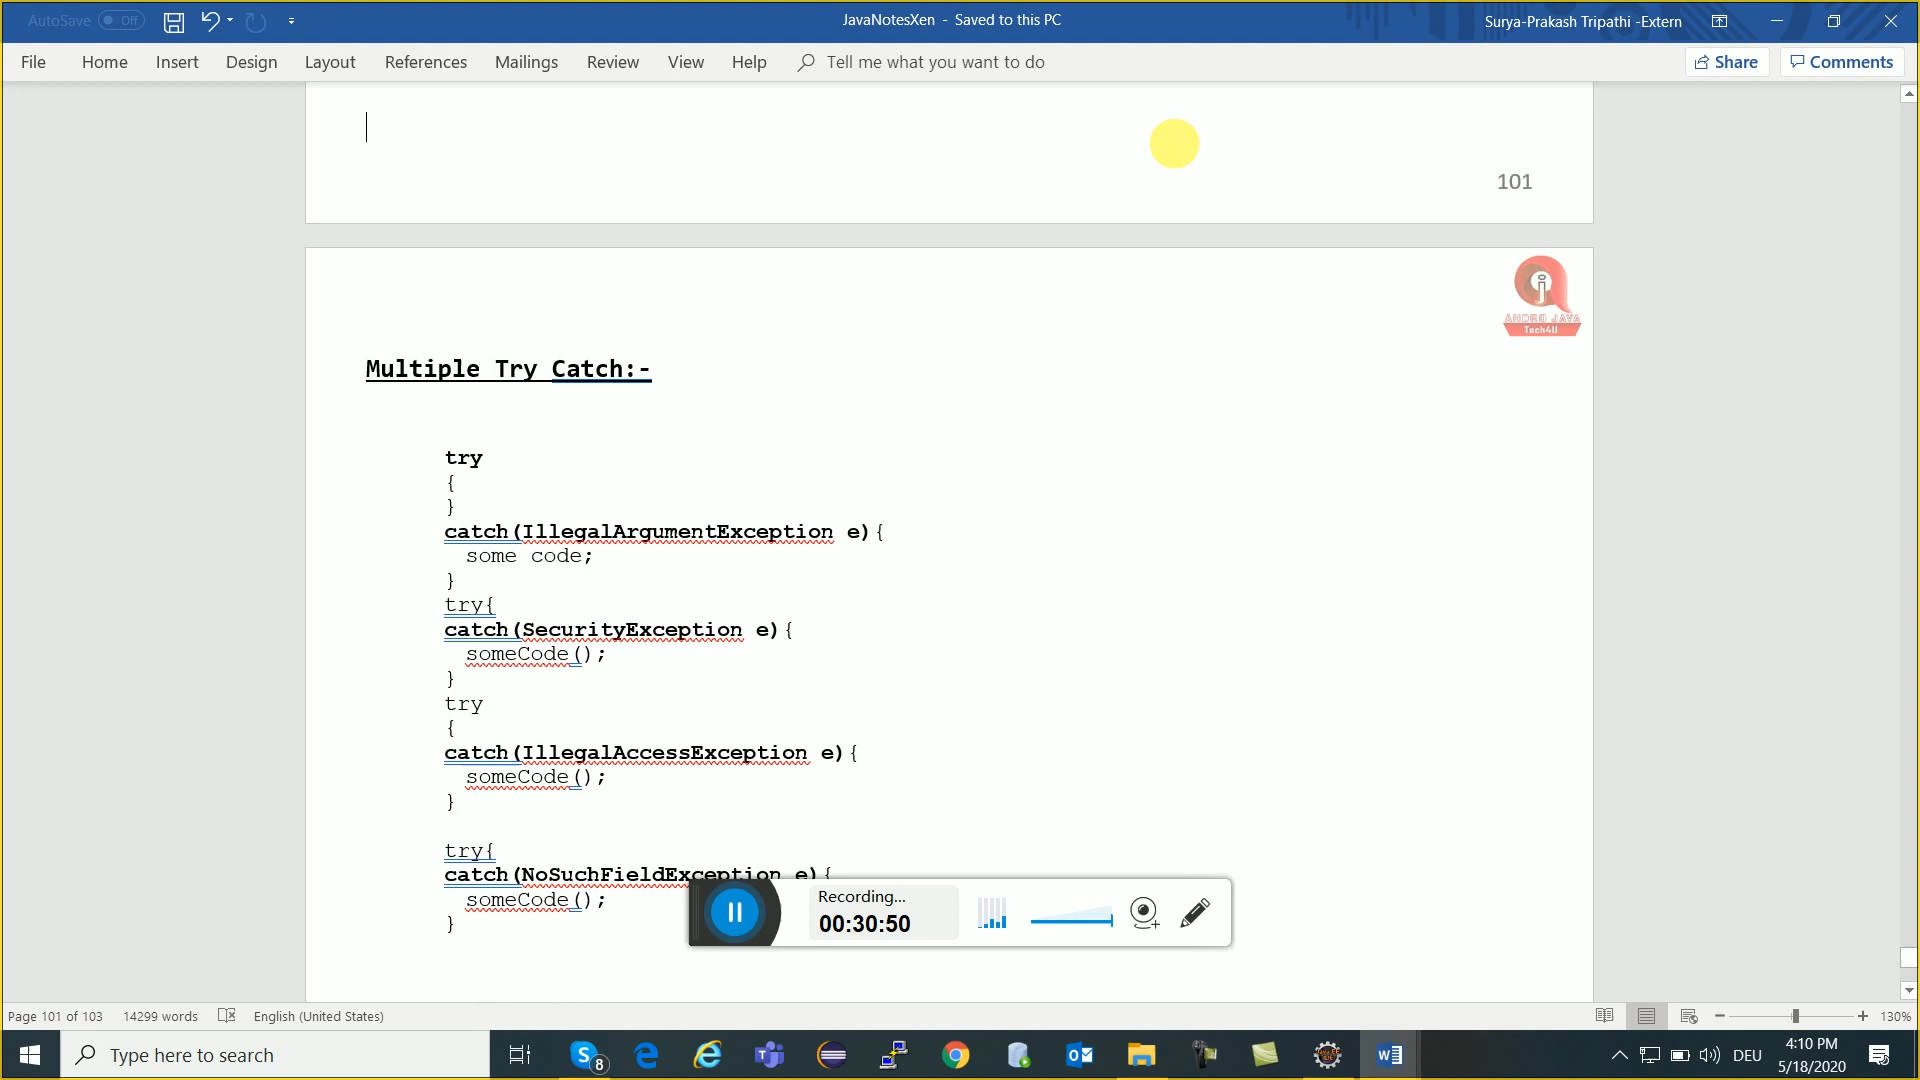 AutoSave Off
JavaNotesXen - Saved to this PC
Surya-Prakash Tripathi -Extern
File Home Insert Design Layout References Mailings Review View Help Tell me what you want to do Share Comments
101
ANDRO JAVA
Tech4U
Multiple Try Catch:-
try
{
}
catch(IllegalArgumentException e){
some code;
}
try{
catch(SecurityException e){
someCode();
}
try
{
catch(IllegalAccessException e){
someCode();
}
try{
catch(NoSuchFieldException e){
someCode();
}
Recording...
00:30:50
Page 101 of 103 14299 words English (United States) 130%
Type here to search
8
DEU
4:10 PM
5/18/2020